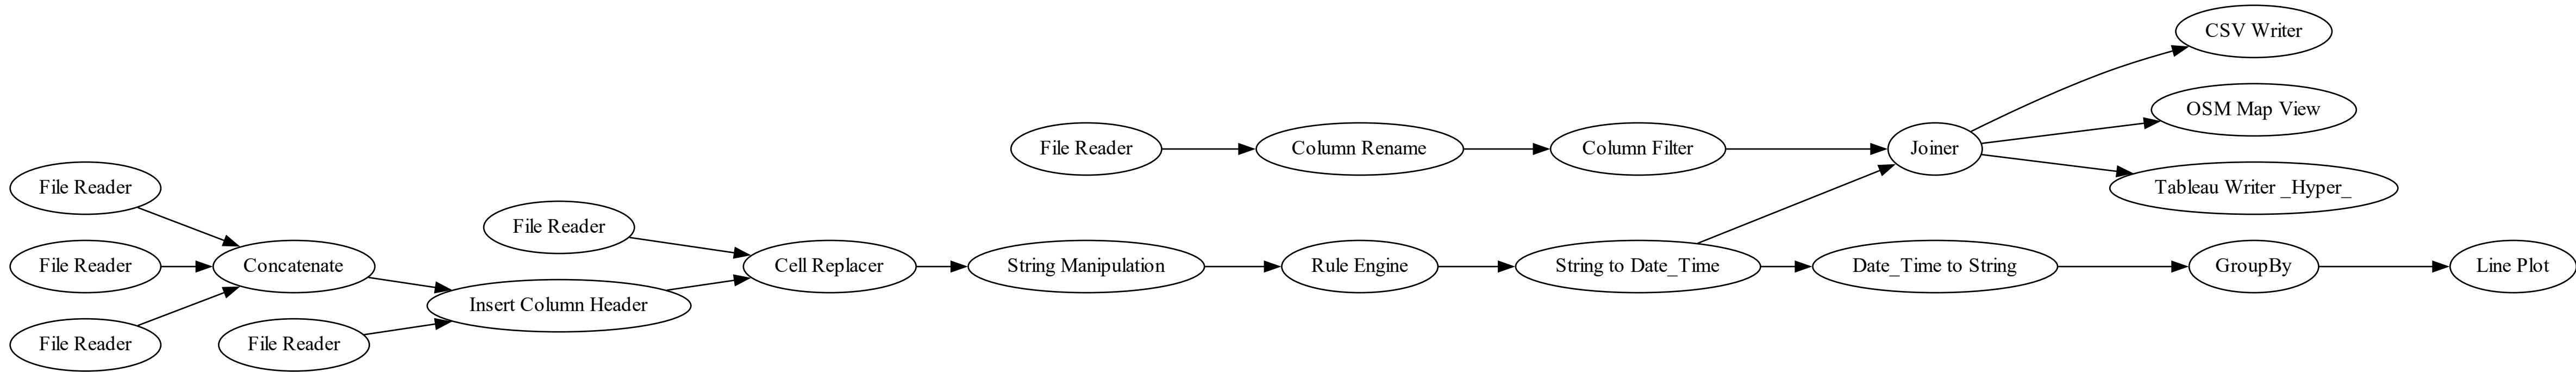 CSV Writer
OSM Map View
File Reader
Column Rename
Column Filter
Joiner
Tableau Writer _Hyper_
File Reader
File Reader
File Reader
Concatenate
Cell Replacer
String Manipulation
Rule Engine
String to Date_Time
Date_Time to String
GroupBy
Line Plot
Insert Column Header
File Reader
File Reader